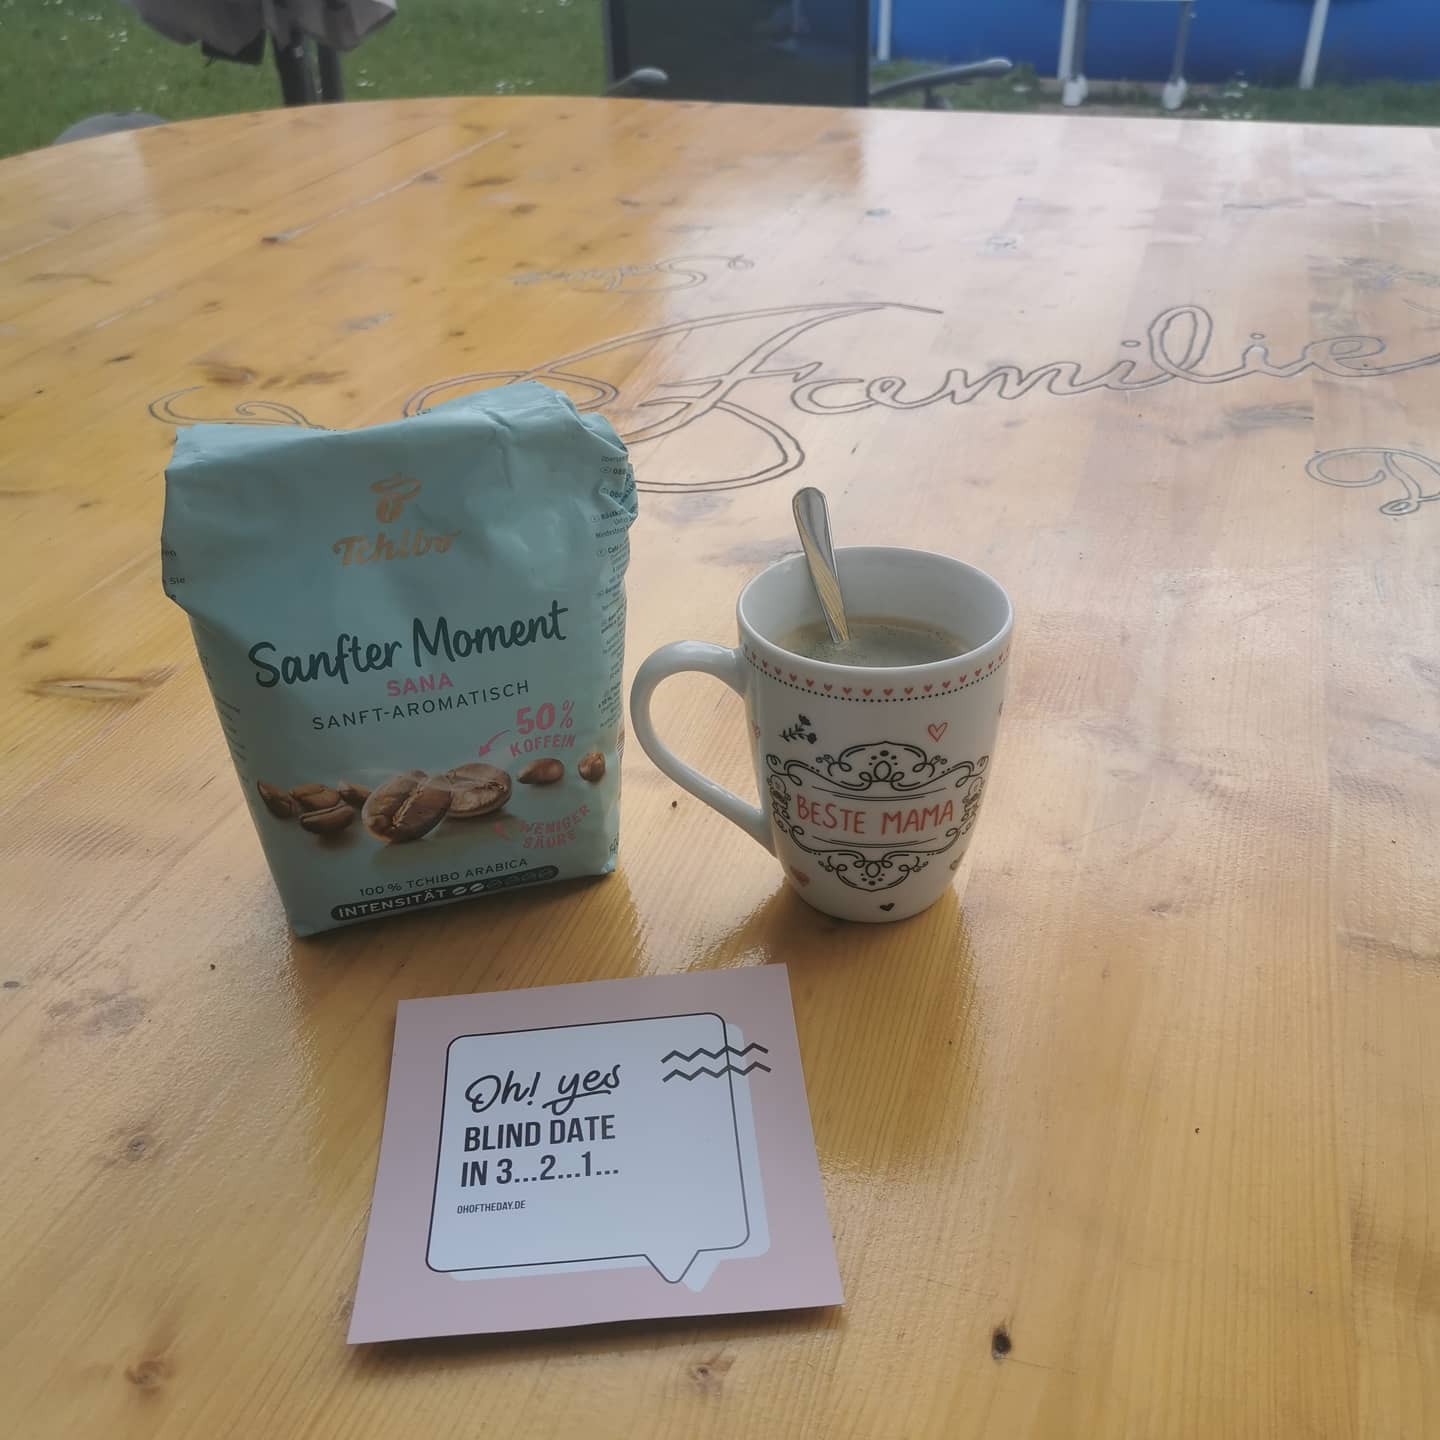 Familie
Tchibo
Sanfter Moment
SANA
SANFT-AROMATISCH
50%
KOFFEIN
WENIGER
SÄURE
100 % TCHIBO ARABICA
INTENSITÄT
Sie
BESTE MAMA
Oh! yes
BLIND DATE
IN 3...2...1...
OHOFTHEDAY.DE